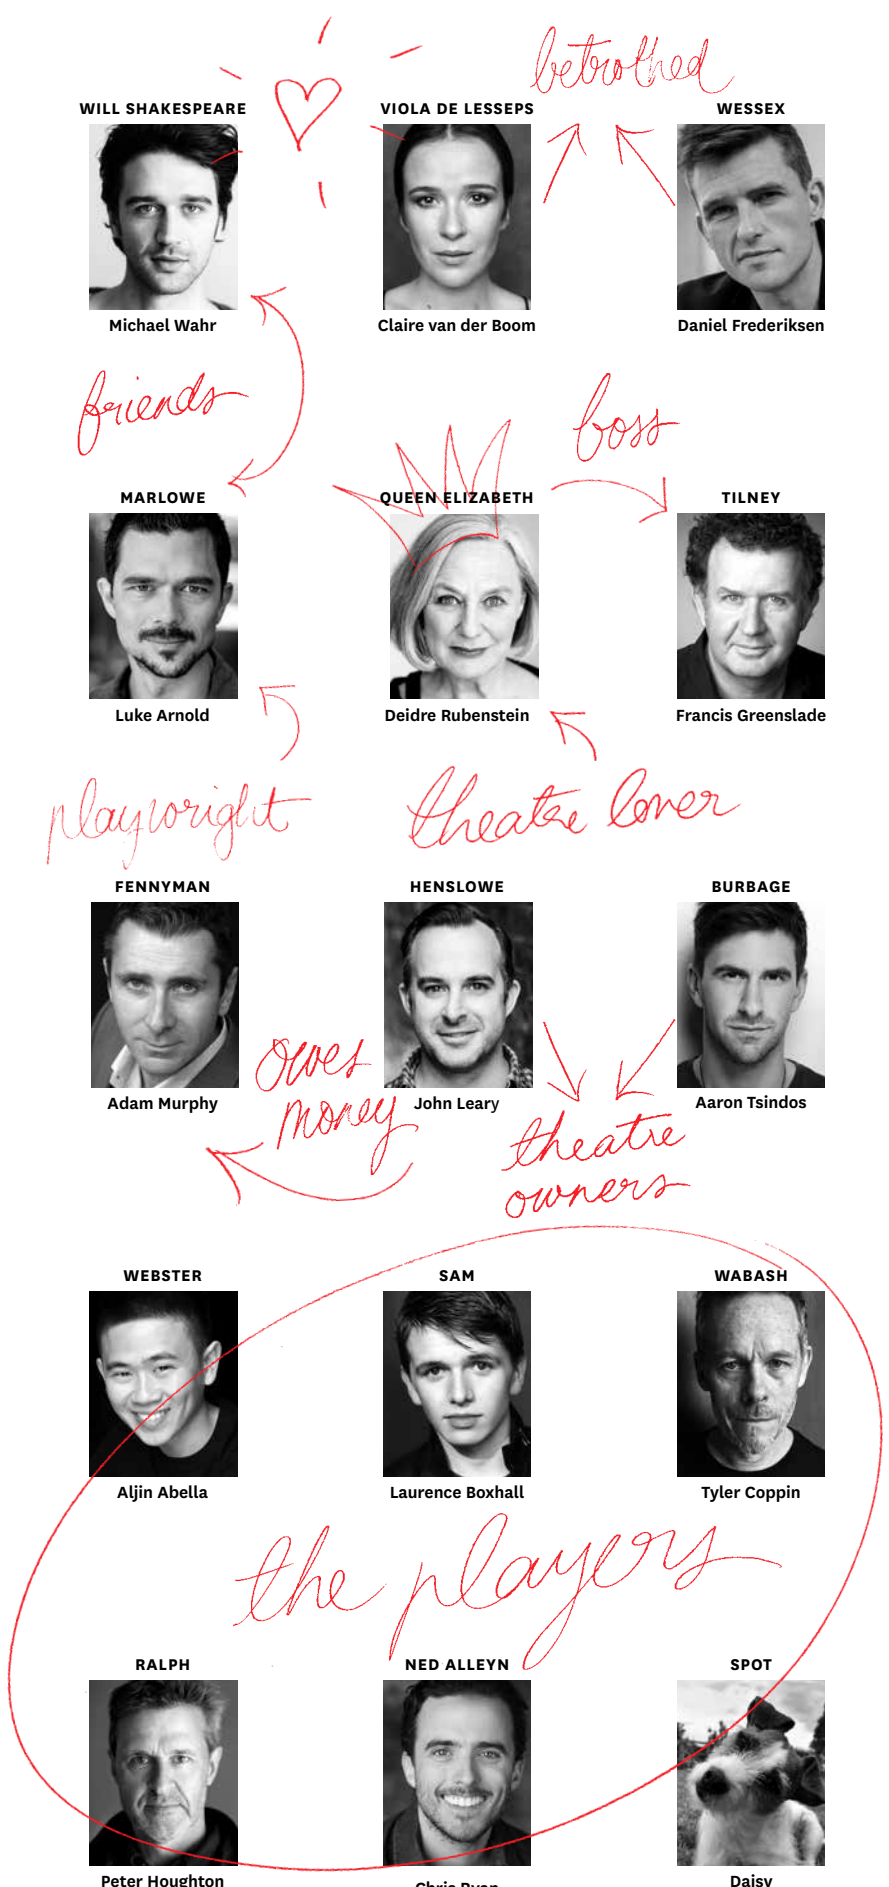 betrothed
WILL SHAKESPEARE
VIOLA DE LESSEPS
WESSEX
Michael Wahr
Claire van der Boom
Daniel Frederiksen
friends
boss
MARLOWE
QUEEN ELIZABETH
TILNEY
Luke Arnold
Deidre Rubenstein
Francis Greenslade
playwright
theatre lover
FENNYMAN
HENSLOWE
BURBAGE
owes
money
Adam Murphy
John Leary
Aaron Tsindos
theatre
owners
WEBSTER
SAM
WABASH
Aljin Abella
Laurence Boxhall
Tyler Coppin
the players
RALPH
NED ALLEYN
SPOT
Peter Houghton
Chris Ryan
Daisy